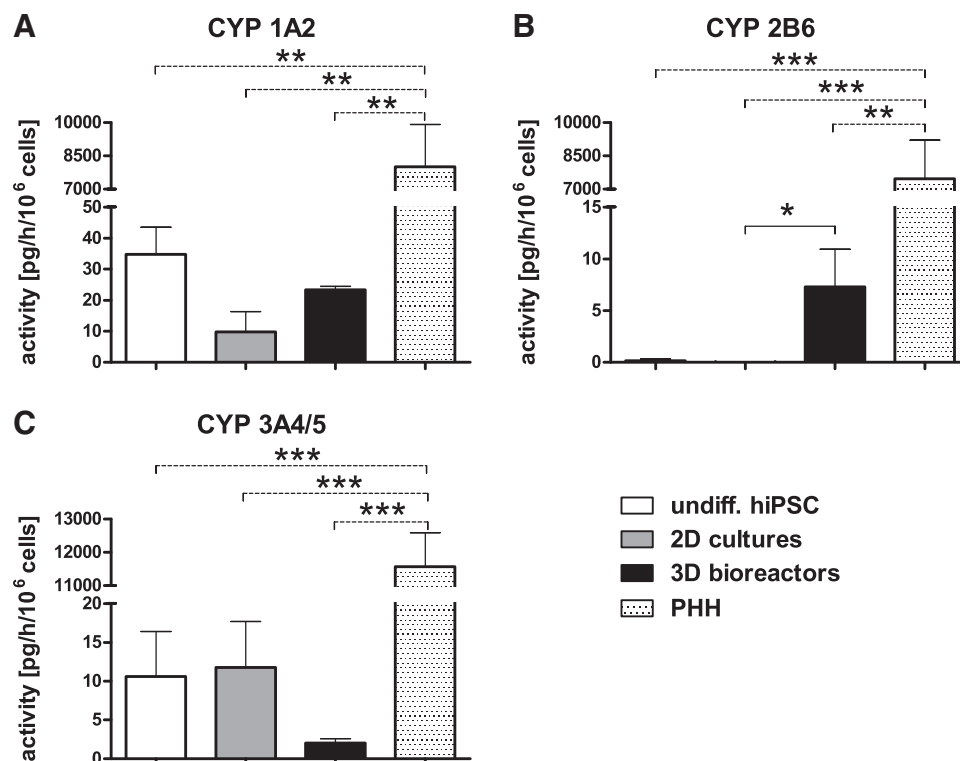 A
CYP 1A2
**
**
**
activity [pg/h/10⁶ cells]
10000
8500
7000
50
40
30
20
10
0
B
CYP 2B6
***
***
**
*
activity [pg/h/10⁶ cells]
10000
8500
7000
15
10
5
0
C
CYP 3A4/5
***
***
***
activity [pg/h/10⁶ cells]
13000
12000
11000
20
15
10
5
0
undiff. hiPSC
2D cultures
3D bioreactors
PHH